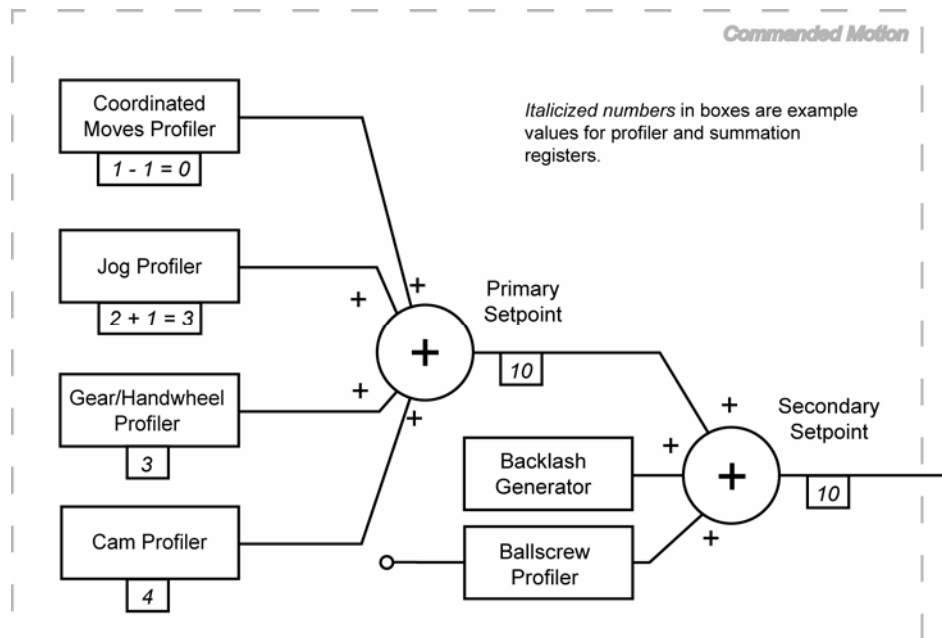 Commanded Motion
Coordinated
Moves Profiler
1 - 1 = 0
Italicized numbers in boxes are example
values for profiler and summation
registers.
Jog Profiler
2 + 1 = 3
+
+
Primary
Setpoint
+
10
Gear/Handwheel
Profiler
3
+
+
Secondary
Setpoint
+
+
Backlash
Generator
+
10
Cam Profiler
4
Ballscrew
Profiler
+